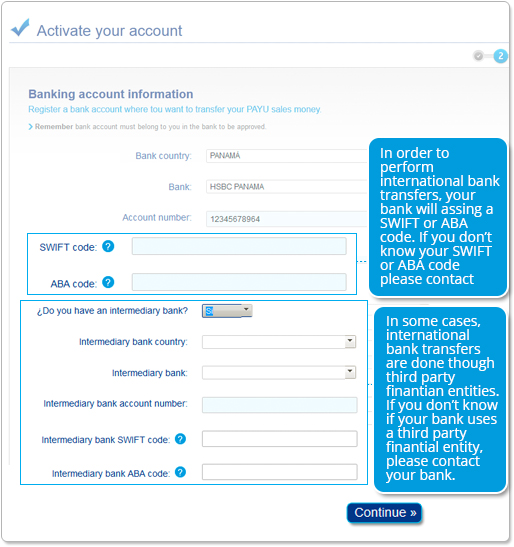 Activate your account
2
Banking account information
Register a bank account where tou want to transfer your PAYU sales money.
Remember bank account must belong to you in the bank to be approved.
Bank country: PANAMÁ
Bank: HSBC PANAMA
Account number: 12345678964
SWIFT code: ?
ABA code: ?
In order to
perform
international bank
transfers, your
bank will assing a
SWIFT or ABA
code. If you don't
know your SWIFT
or ABA code
please contact
¿Do you have an intermediary bank? Si
Intermediary bank country:
Intermediary bank:
Intermediary bank account number:
Intermediary bank SWIFT code: ?
Intermediary bank ABA code: ?
In some cases,
international
bank transfers
are done though
third party
finantian entities.
If you don't know
if your bank uses
a third party
finantial entity,
please contact
your bank.
Continue »